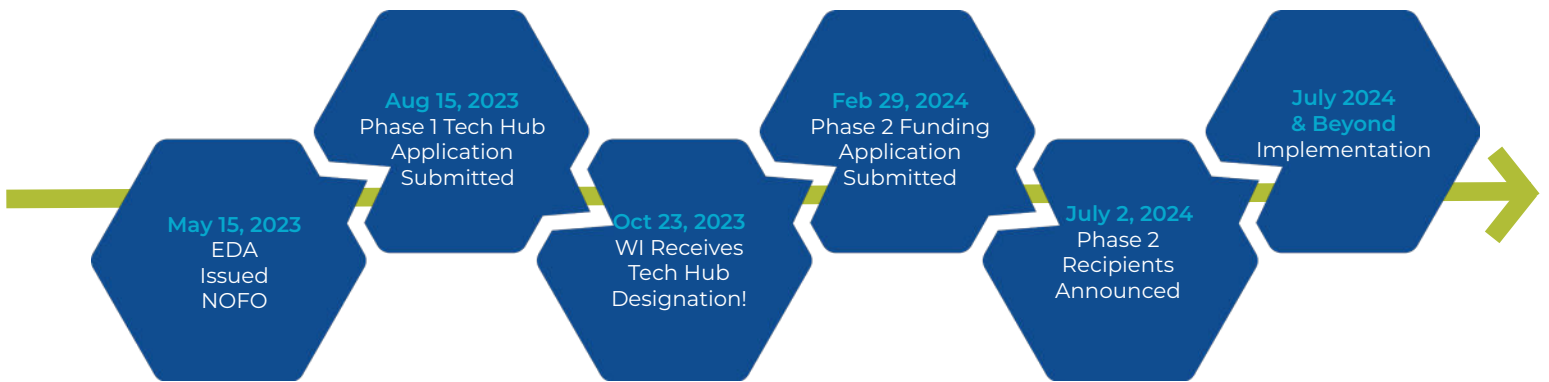 May 15, 2023
EDA
Issued
NOFO
Aug 15, 2023
Phase 1 Tech Hub
Application
Submitted
Oct 23, 2023
WI Receives
Tech Hub
Designation!
Feb 29, 2024
Phase 2 Funding
Application
Submitted
July 2, 2024
Phase 2
Recipients
Announced
July 2024
& Beyond
Implementation